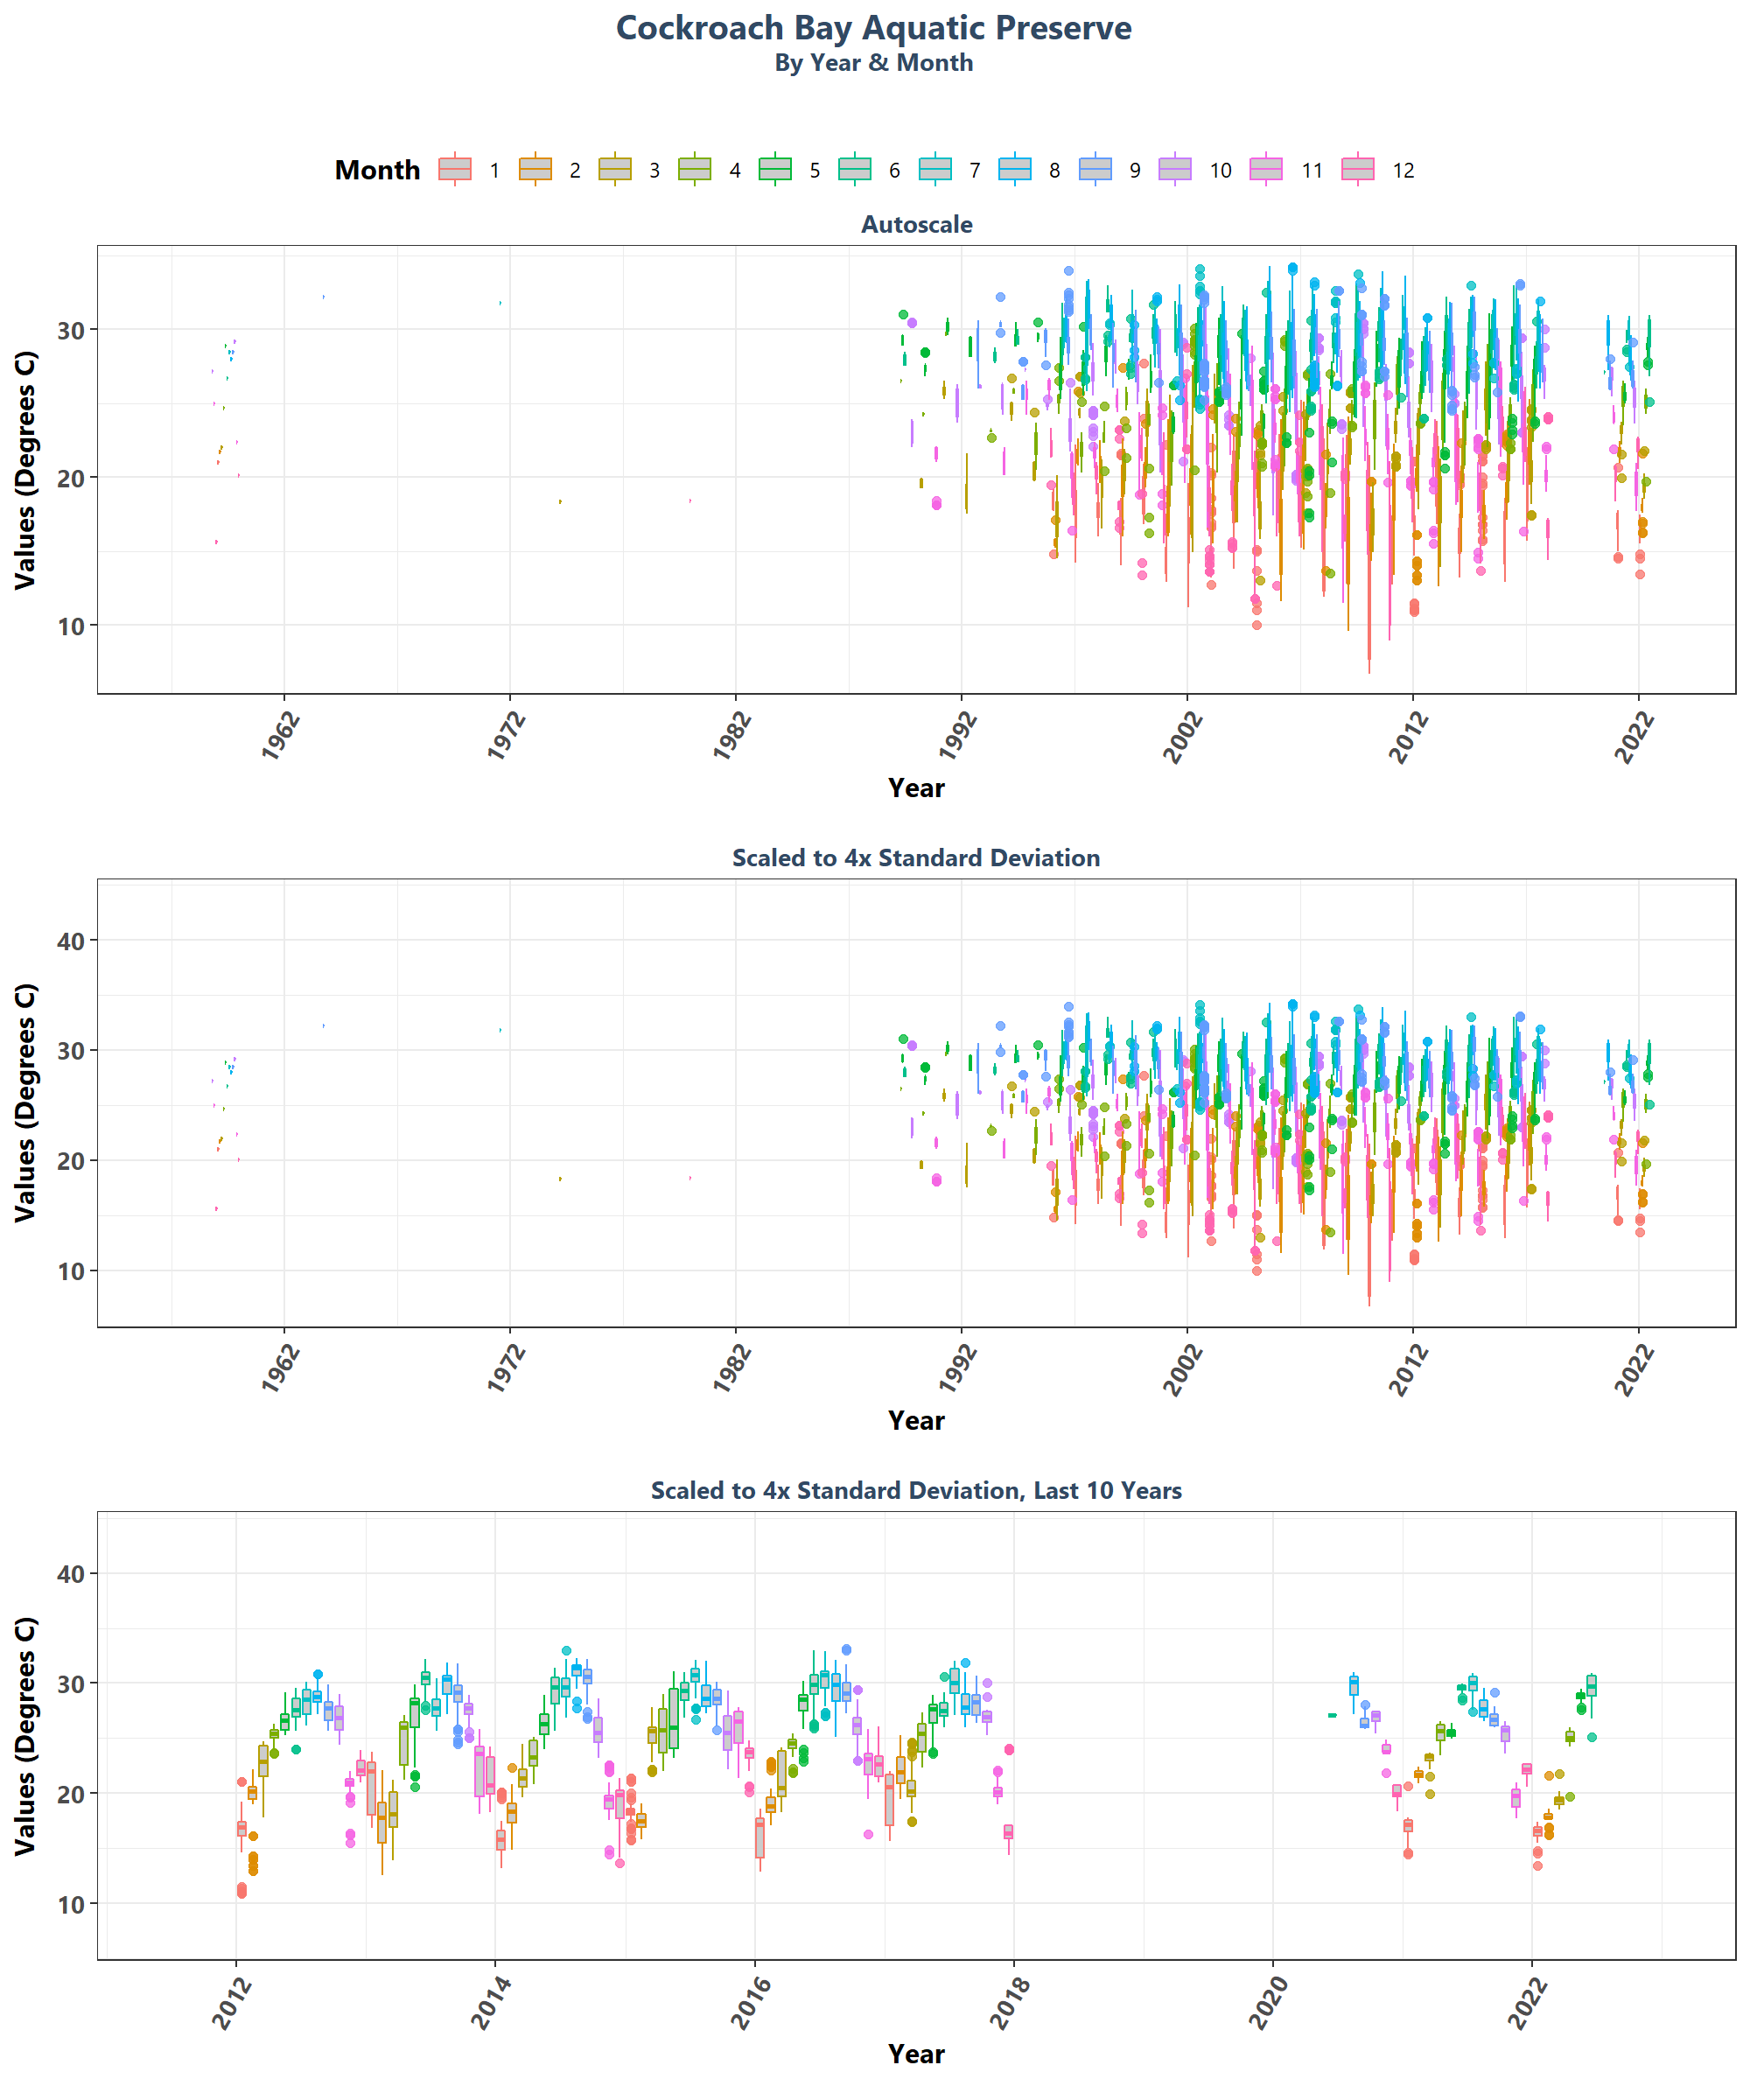 Cockroach Bay Aquatic Preserve
By Year & Month
Month 1 2 3 4 5 6 7 8 9 10 11 12
Autoscale
Values (Degrees C)
30
20
10
1962 1972 1982 1992 2002 2012 2022
Year
Scaled to 4x Standard Deviation
Values (Degrees C)
40
30
20
10
1962 1972 1982 1992 2002 2012 2022
Year
Scaled to 4x Standard Deviation, Last 10 Years
Values (Degrees C)
40
30
20
10
2012 2014 2016 2018 2020 2022
Year